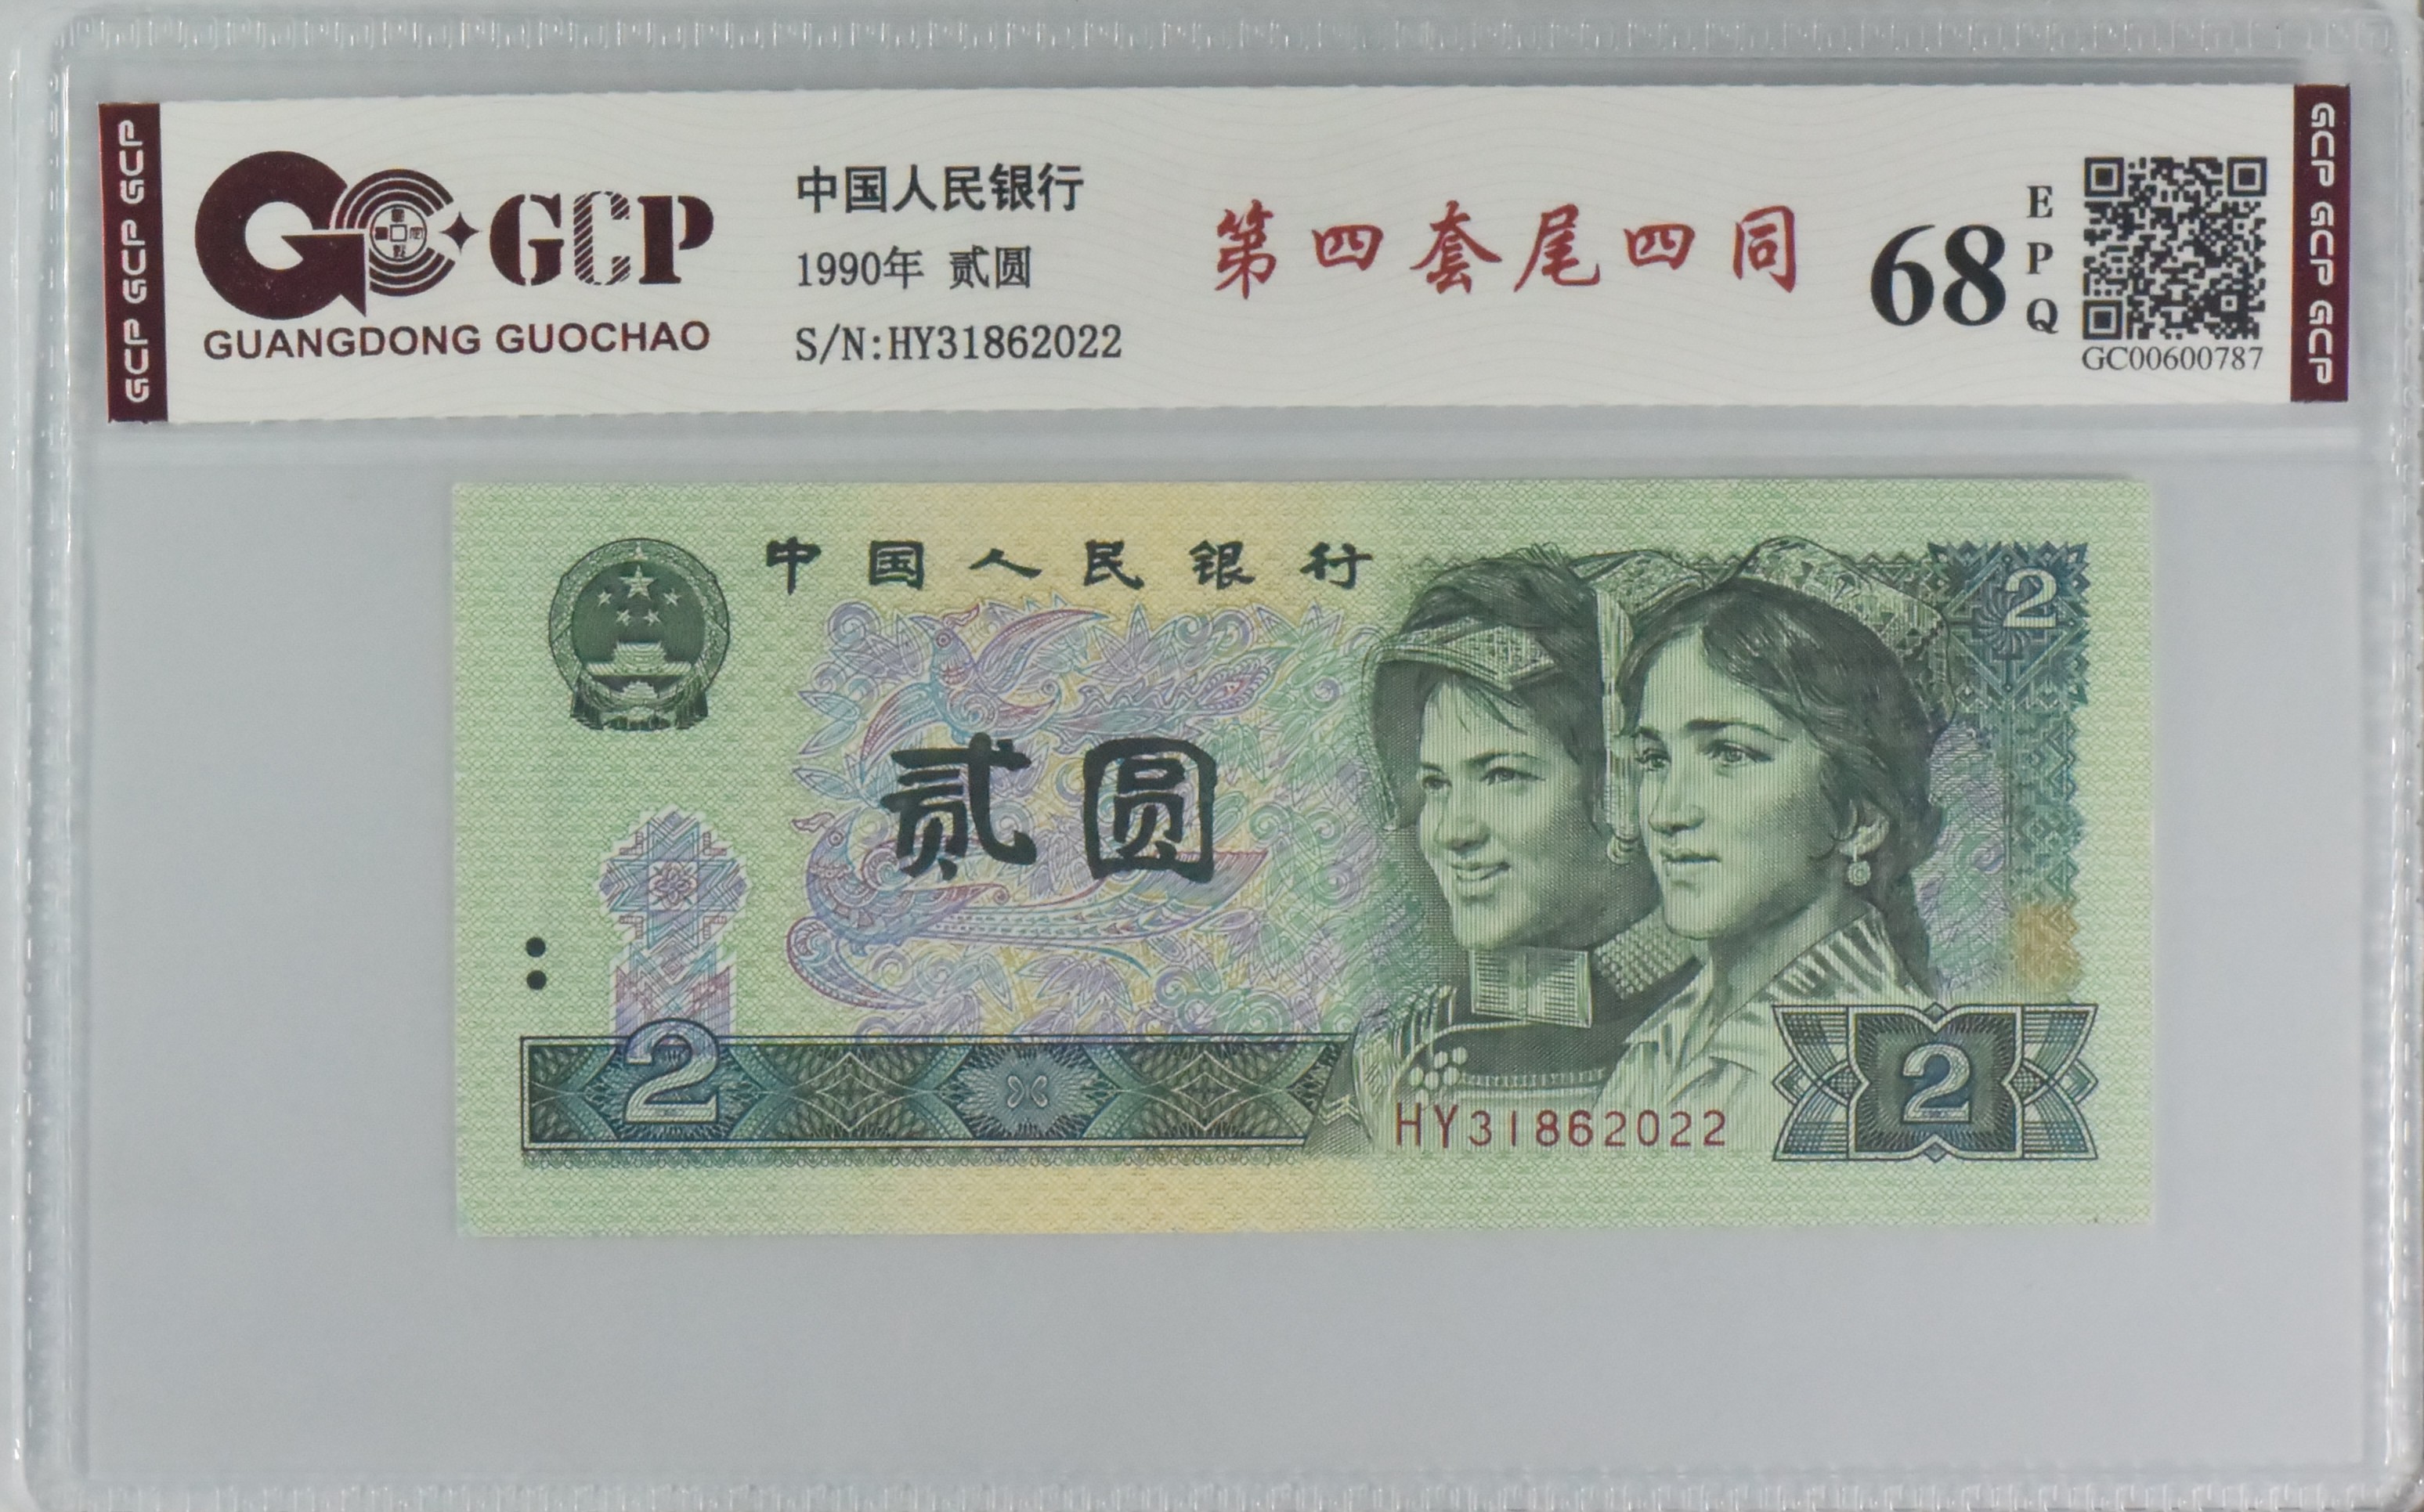 GCP GCP GCP
GCP
GUANGDONG GUOCHAO
中国人民银行
1990年 贰圆
S/N:HY31862022
第四套尾四同
68
E
P
Q
GC00600787
GCP GCP GCP
中国人民银行
2
贰圆
2
HY31862022
2